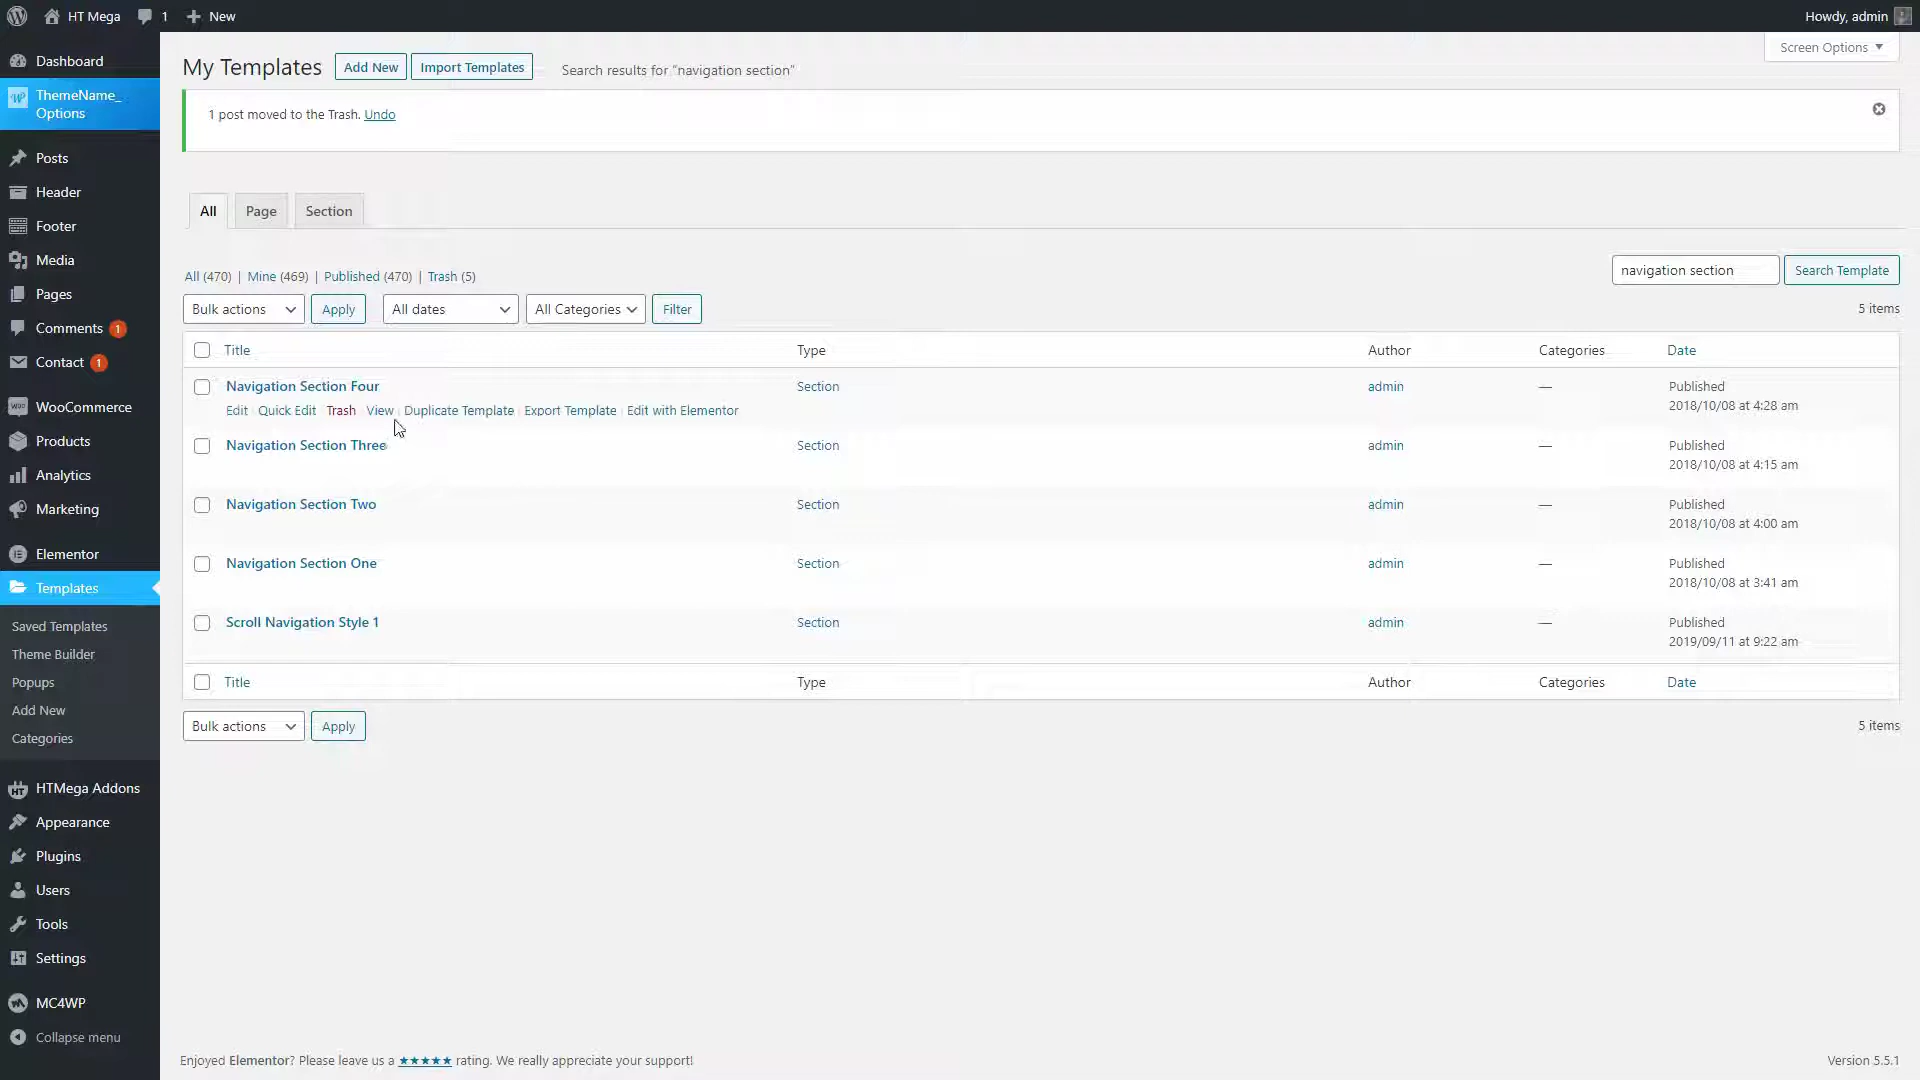 HT Mega 1 New Howdy, admin
Screen Options
Dashboard
ThemeName_
Options
Posts
Header
Footer
Media
Pages
Comments 1
Contact 1
WooCommerce
Products
Analytics
Marketing
Elementor
Templates
Saved Templates
Theme Builder
Popups
Add New
Categories
HTMega Addons
Appearance
Plugins
Users
Tools
Settings
MC4WP
Collapse menu
My Templates Add New Import Templates Search results for “navigation section”
1 post moved to the Trash. Undo
All Page Section
All (470) | Mine (469) | Published (470) | Trash (5)
navigation section Search Template
Bulk actions Apply All dates All Categories Filter 5 items
Title Type Author Categories Date
Navigation Section Four Section admin — Published
2018/10/08 at 4:28 am
Edit | Quick Edit | Trash | View | Duplicate Template | Export Template | Edit with Elementor
Navigation Section Three Section admin — Published
2018/10/08 at 4:15 am
Navigation Section Two Section admin — Published
2018/10/08 at 4:00 am
Navigation Section One Section admin — Published
2018/10/08 at 3:41 am
Scroll Navigation Style 1 Section admin — Published
2019/09/11 at 9:22 am
Title Type Author Categories Date
Bulk actions Apply 5 items
Enjoyed Elementor? Please leave us a ★★★★★ rating. We really appreciate your support! Version 5.5.1